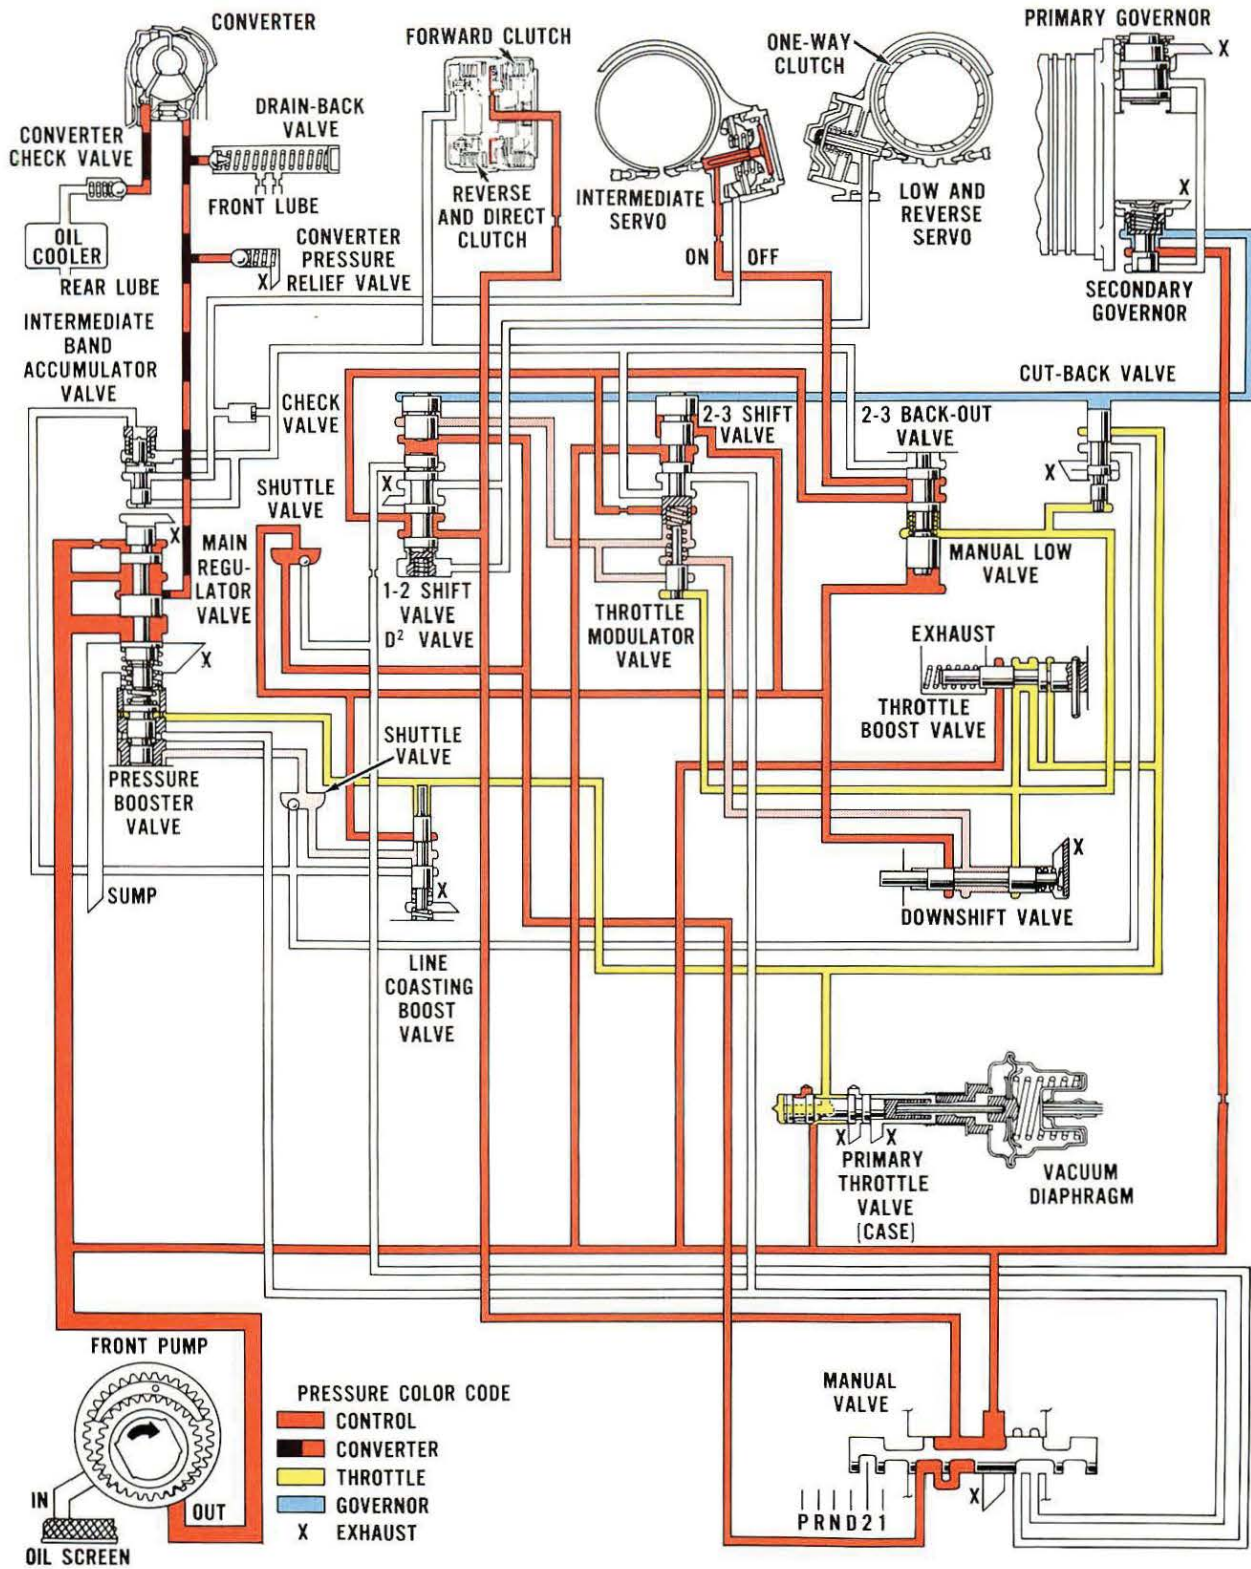 CONVERTER
FORWARD CLUTCH
ONE-WAY
CLUTCH
PRIMARY GOVERNOR
X
DRAIN-BACK
VALVE
CONVERTER
CHECK VALVE
FRONT LUBE
REVERSE
AND DIRECT
CLUTCH
INTERMEDIATE
SERVO
LOW AND
REVERSE
SERVO
X
OIL
COOLER
CONVERTER
PRESSURE
RELIEF VALVE
X
ON
OFF
REAR LUBE
SECONDARY
GOVERNOR
INTERMEDIATE
BAND
ACCUMULATOR
VALVE
CHECK
VALVE
CUT-BACK VALVE
2-3 SHIFT
VALVE
2-3 BACK-OUT
VALVE
X
X
SHUTTLE
VALVE
X
MAIN
REGU-
LATOR
VALVE
1-2 SHIFT
VALVE
D² VALVE
THROTTLE
MODULATOR
VALVE
MANUAL LOW
VALVE
X
EXHAUST
THROTTLE
BOOST VALVE
SHUTTLE
VALVE
PRESSURE
BOOSTER
VALVE
X
SUMP
X
DOWNSHIFT VALVE
LINE
COASTING
BOOST
VALVE
X
X
PRIMARY
THROTTLE
VALVE
(CASE)
VACUUM
DIAPHRAGM
FRONT PUMP
MANUAL
VALVE
PRESSURE COLOR CODE
CONTROL
CONVERTER
THROTTLE
GOVERNOR
X EXHAUST
X
P R N D 2 1
IN
OUT
OIL SCREEN